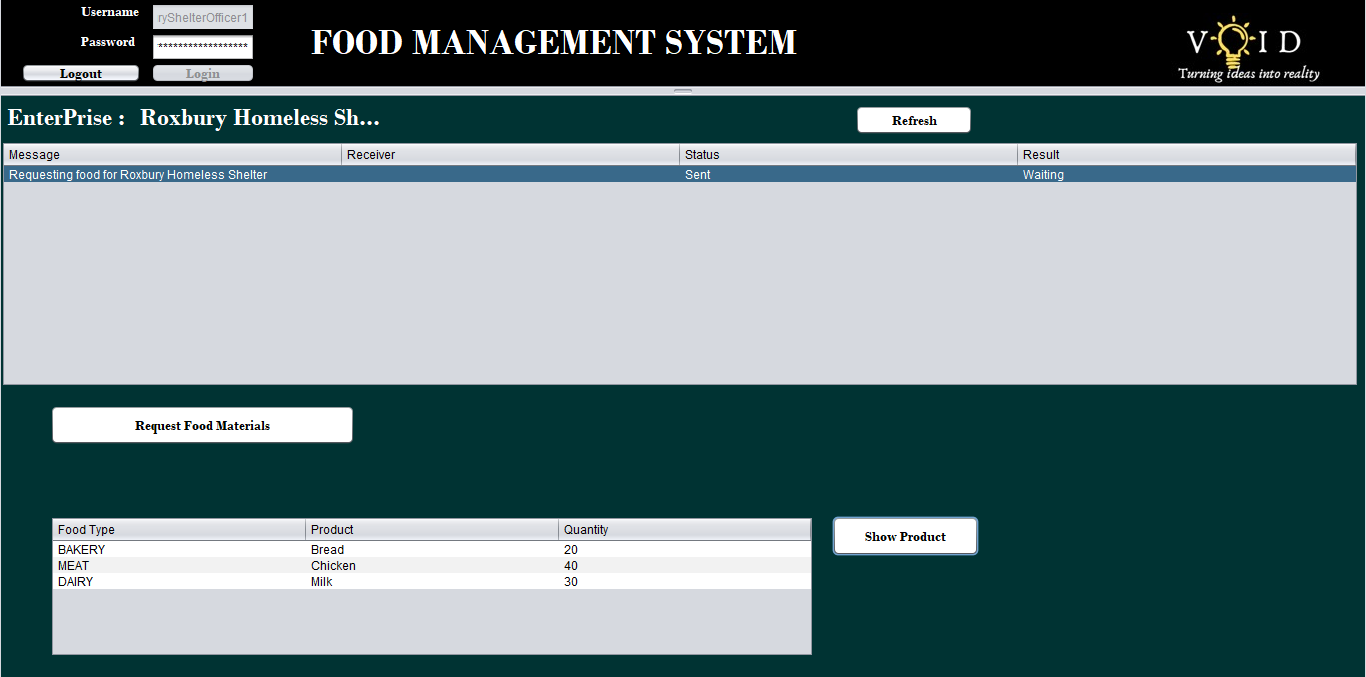 Username ryShelterOfficer1
Password ******************
Logout Login
FOOD MANAGEMENT SYSTEM
VOID
Turning ideas into reality
EnterPrise : Roxbury Homeless Sh...
Refresh
Message Receiver Status Result
Requesting food for Roxbury Homeless Shelter Sent Waiting
Request Food Materials
Food Type Product Quantity
BAKERY Bread 20
MEAT Chicken 40
DAIRY Milk 30
Show Product